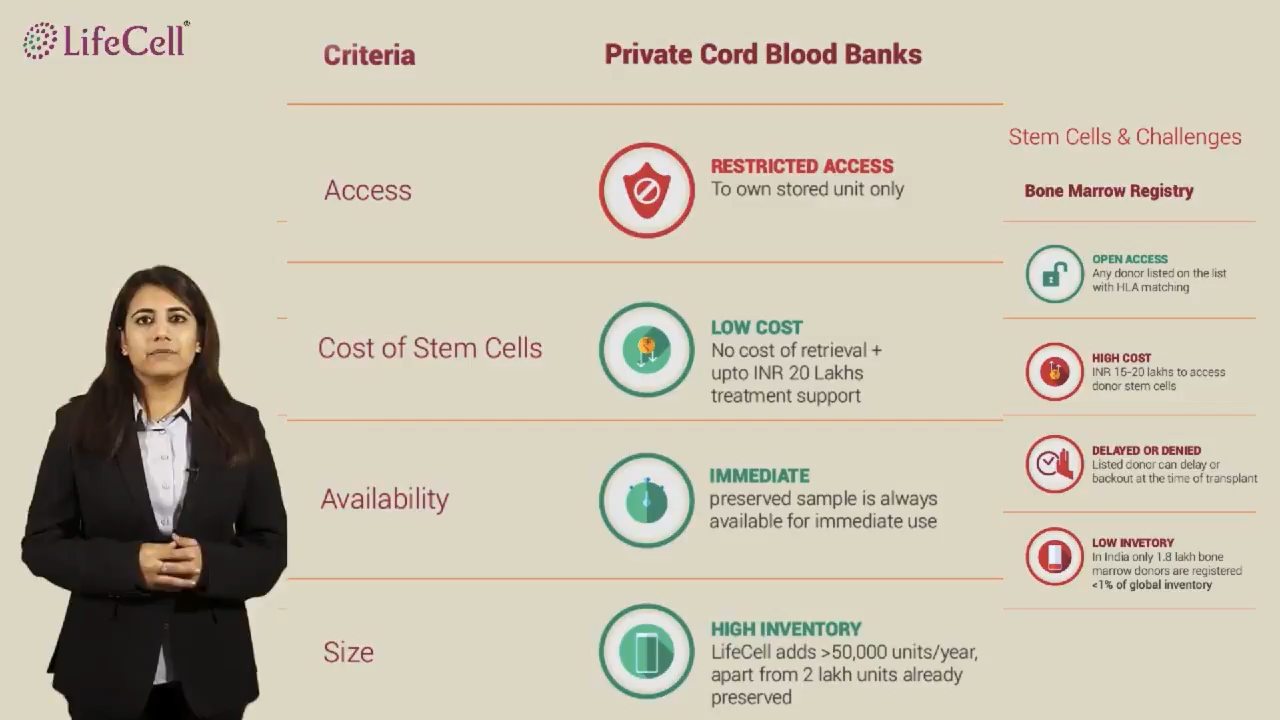 LifeCell®
Criteria
Private Cord Blood Banks
Access
RESTRICTED ACCESS
To own stored unit only
Cost of Stem Cells
LOW COST
No cost of retrieval +
upto INR 20 Lakhs
treatment support
Availability
IMMEDIATE
preserved sample is always
available for immediate use
Size
HIGH INVENTORY
LifeCell adds >50,000 units/year,
apart from 2 lakh units already
preserved
Stem Cells & Challenges
Bone Marrow Registry
OPEN ACCESS
Any donor listed on the list
with HLA matching
HIGH COST
INR 15-20 lakhs to access
donor stem cells
DELAYED OR DENIED
Listed donor can delay or
backout at the time of transplant
LOW INVETORY
In India only 1.8 lakh bone
marrow donors are registered
<1% of global inventory